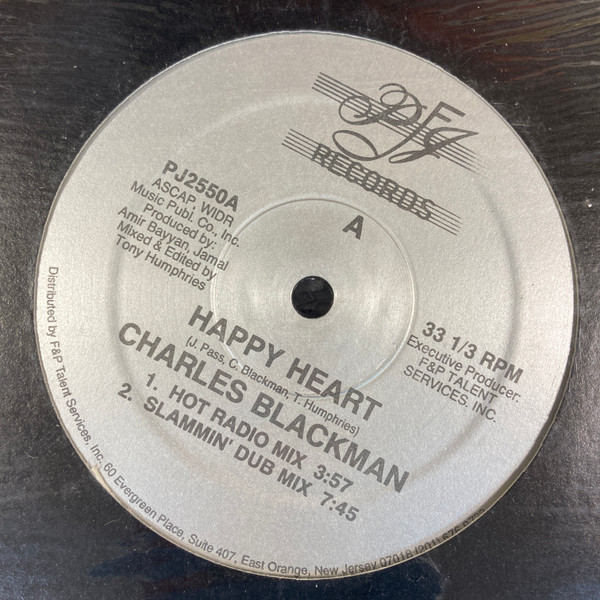 PFJ
RECORDS
A
PJ2550A
ASCAP, WIDR
Music Publ. Co., Inc.
Produced by:
Amir Bayyan, Jamal
Mixed & Edited by
Tony Humphries
33 1/3 RPM
Executive Producer:
F&P TALENT
SERVICES, INC.
HAPPY HEART
(J. Pass, C. Blackman, T. Humphries)
CHARLES BLACKMAN
1. HOT RADIO MIX 3:57
2. SLAMMIN' DUB MIX 7:45
Distributed by F&P Talent Services, Inc. 60 Evergreen Place, Suite 407, East Orange, New Jersey 07018 (201)